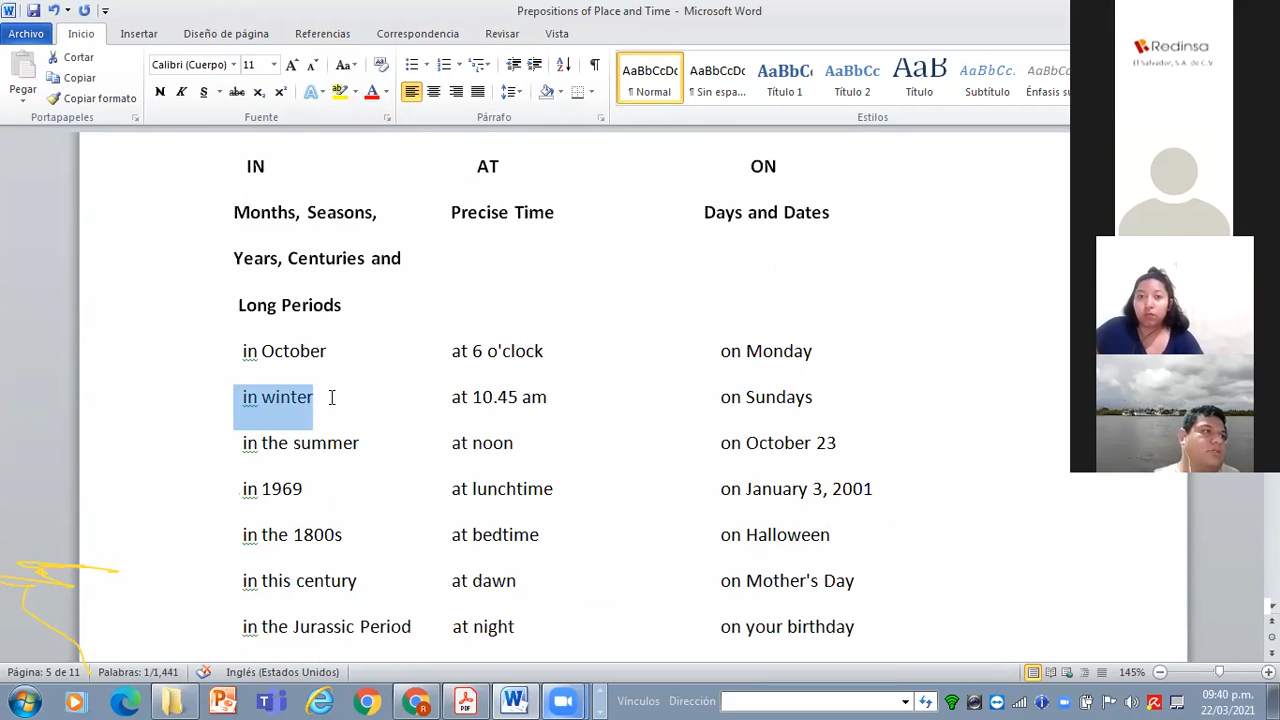 Prepositions of Place and Time - Microsoft Word
Archivo Inicio Insertar Diseño de página Referencias Correspondencia Revisar Vista
Pegar
Cortar
Copiar
Copiar formato
Portapapeles
Calibri (Cuerpo) 11
Fuente
Párrafo
AaBbCcDc AaBbCcDc AaBbC AaBbCc AaB AaBbCc. AaBbCcDc
¶ Normal ¶ Sin espa... Título 1 Título 2 Título Subtítulo Énfasis su
Estilos
Redinsa
El Salvador, S.A. de C.V.
IN AT ON
Months, Seasons, Precise Time Days and Dates
Years, Centuries and
Long Periods
in October at 6 o'clock on Monday
in winter at 10.45 am on Sundays
in the summer at noon on October 23
in 1969 at lunchtime on January 3, 2001
in the 1800s at bedtime on Halloween
in this century at dawn on Mother's Day
in the Jurassic Period at night on your birthday
Página: 5 de 11 Palabras: 1/1,441 Inglés (Estados Unidos) 145%
Vínculos Dirección
09:40 p.m.
22/03/2021